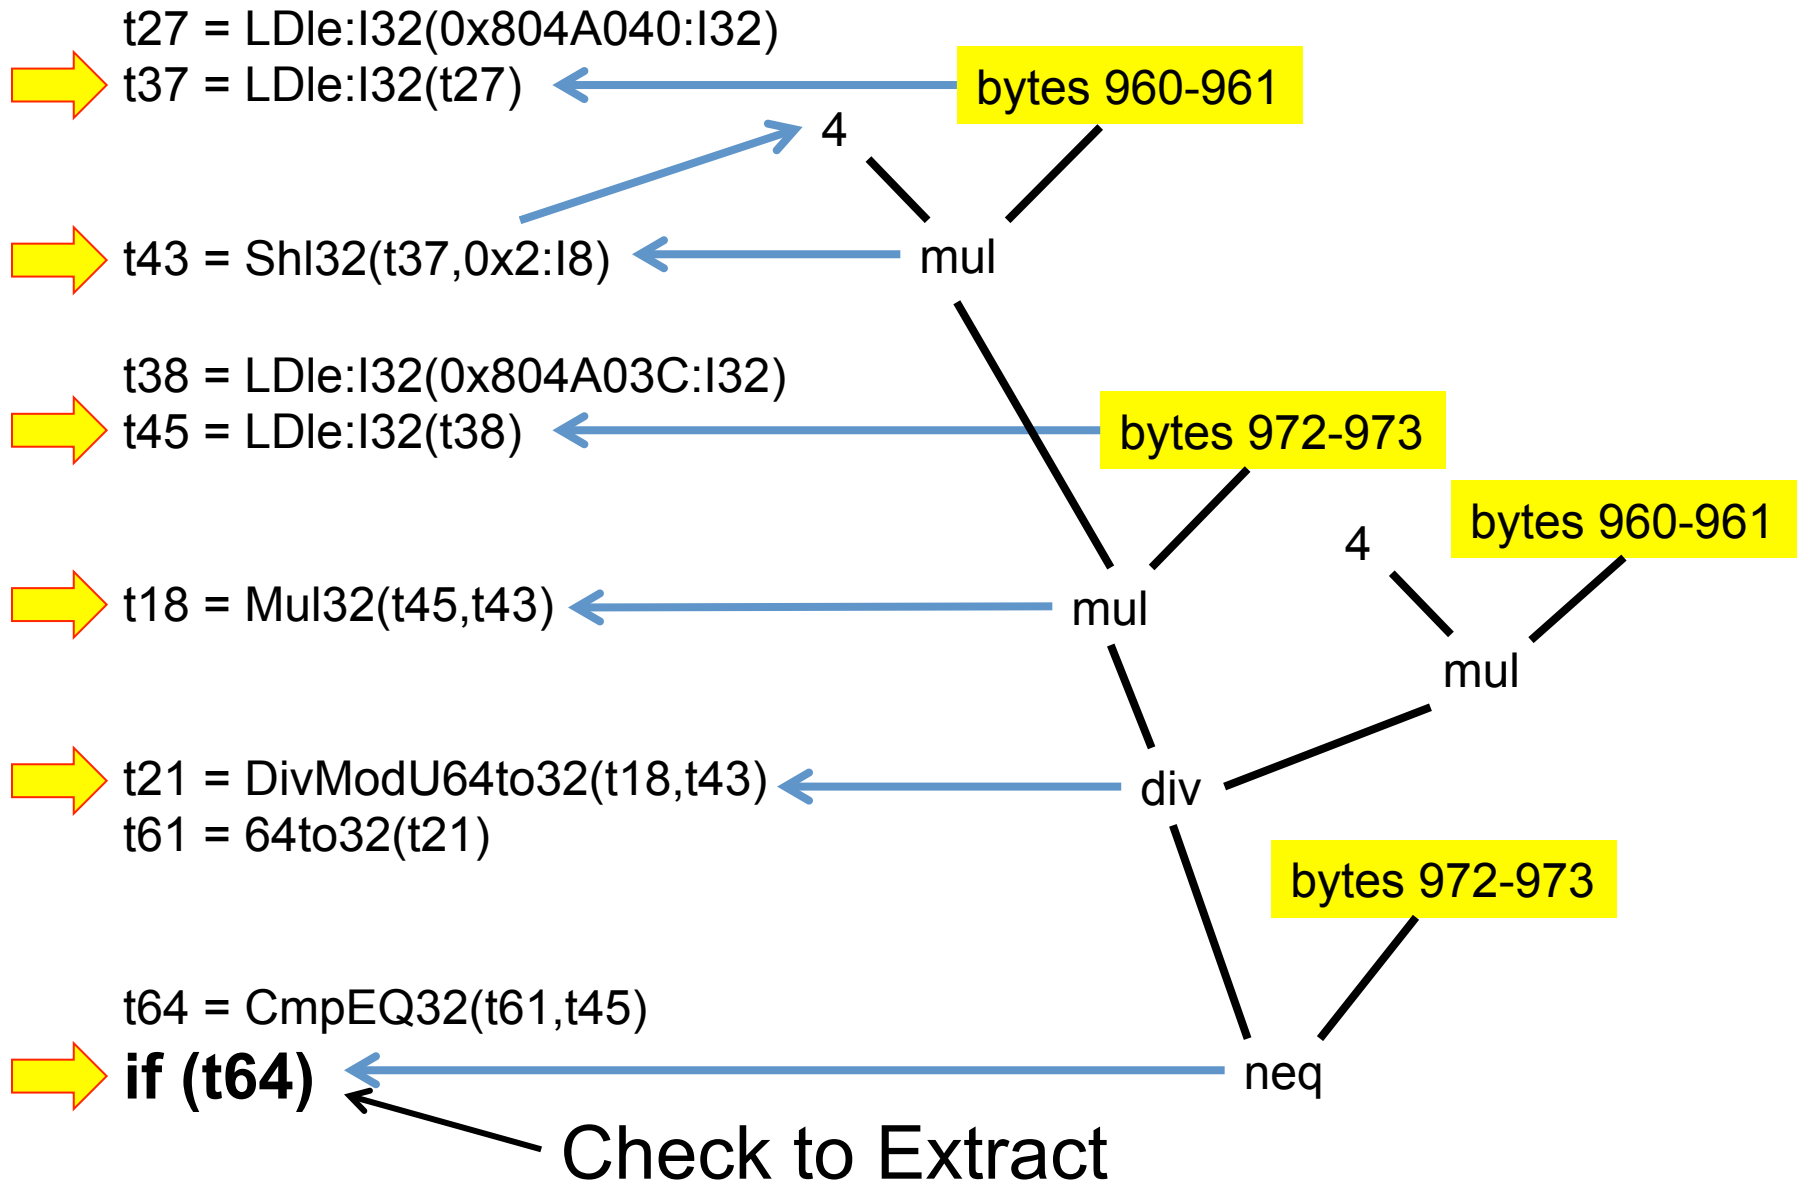 t27 = LDle:I32(0x804A040:I32)
t37 = LDle:I32(t27)
bytes 960-961
4
t43 = Shl32(t37,0x2:I8)
mul
t38 = LDle:I32(0x804A03C:I32)
t45 = LDle:I32(t38)
bytes 972-973
bytes 960-961
4
t18 = Mul32(t45,t43)
mul
mul
t21 = DivModU64to32(t18,t43)
div
t61 = 64to32(t21)
bytes 972-973
t64 = CmpEQ32(t61,t45)
if (t64)
neq
Check to Extract